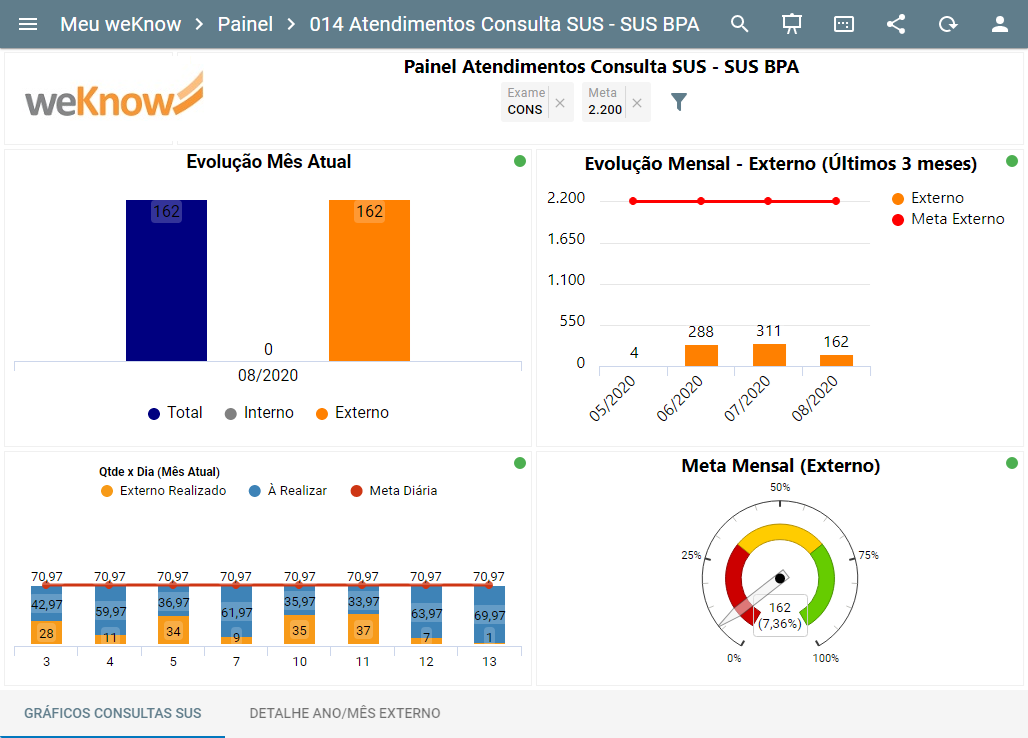 Meu weKnow > Painel > 014 Atendimentos Consulta SUS - SUS BPA
weKnow
Painel Atendimentos Consulta SUS - SUS BPA
Exame
CONS
Meta
2.200
Evolução Mês Atual
162
0
162
08/2020
Total
Interno
Externo
Evolução Mensal - Externo (Últimos 3 meses)
2.200
1.650
1.100
550
0
4
288
311
162
05/2020
06/2020
07/2020
08/2020
Externo
Meta Externo
Qtde x Dia (Mês Atual)
Externo Realizado
À Realizar
Meta Diária
70,97 70,97 70,97 70,97 70,97 70,97 70,97 70,97
42,97 59,97 36,97 61,97 35,97 33,97 63,97 69,97
28 11 34 9 35 37 7 1
3 4 5 7 10 11 12 13
Meta Mensal (Externo)
50%
25%
75%
162
(7,36%)
0%
100%
GRÁFICOS CONSULTAS SUS
DETALHE ANO/MÊS EXTERNO